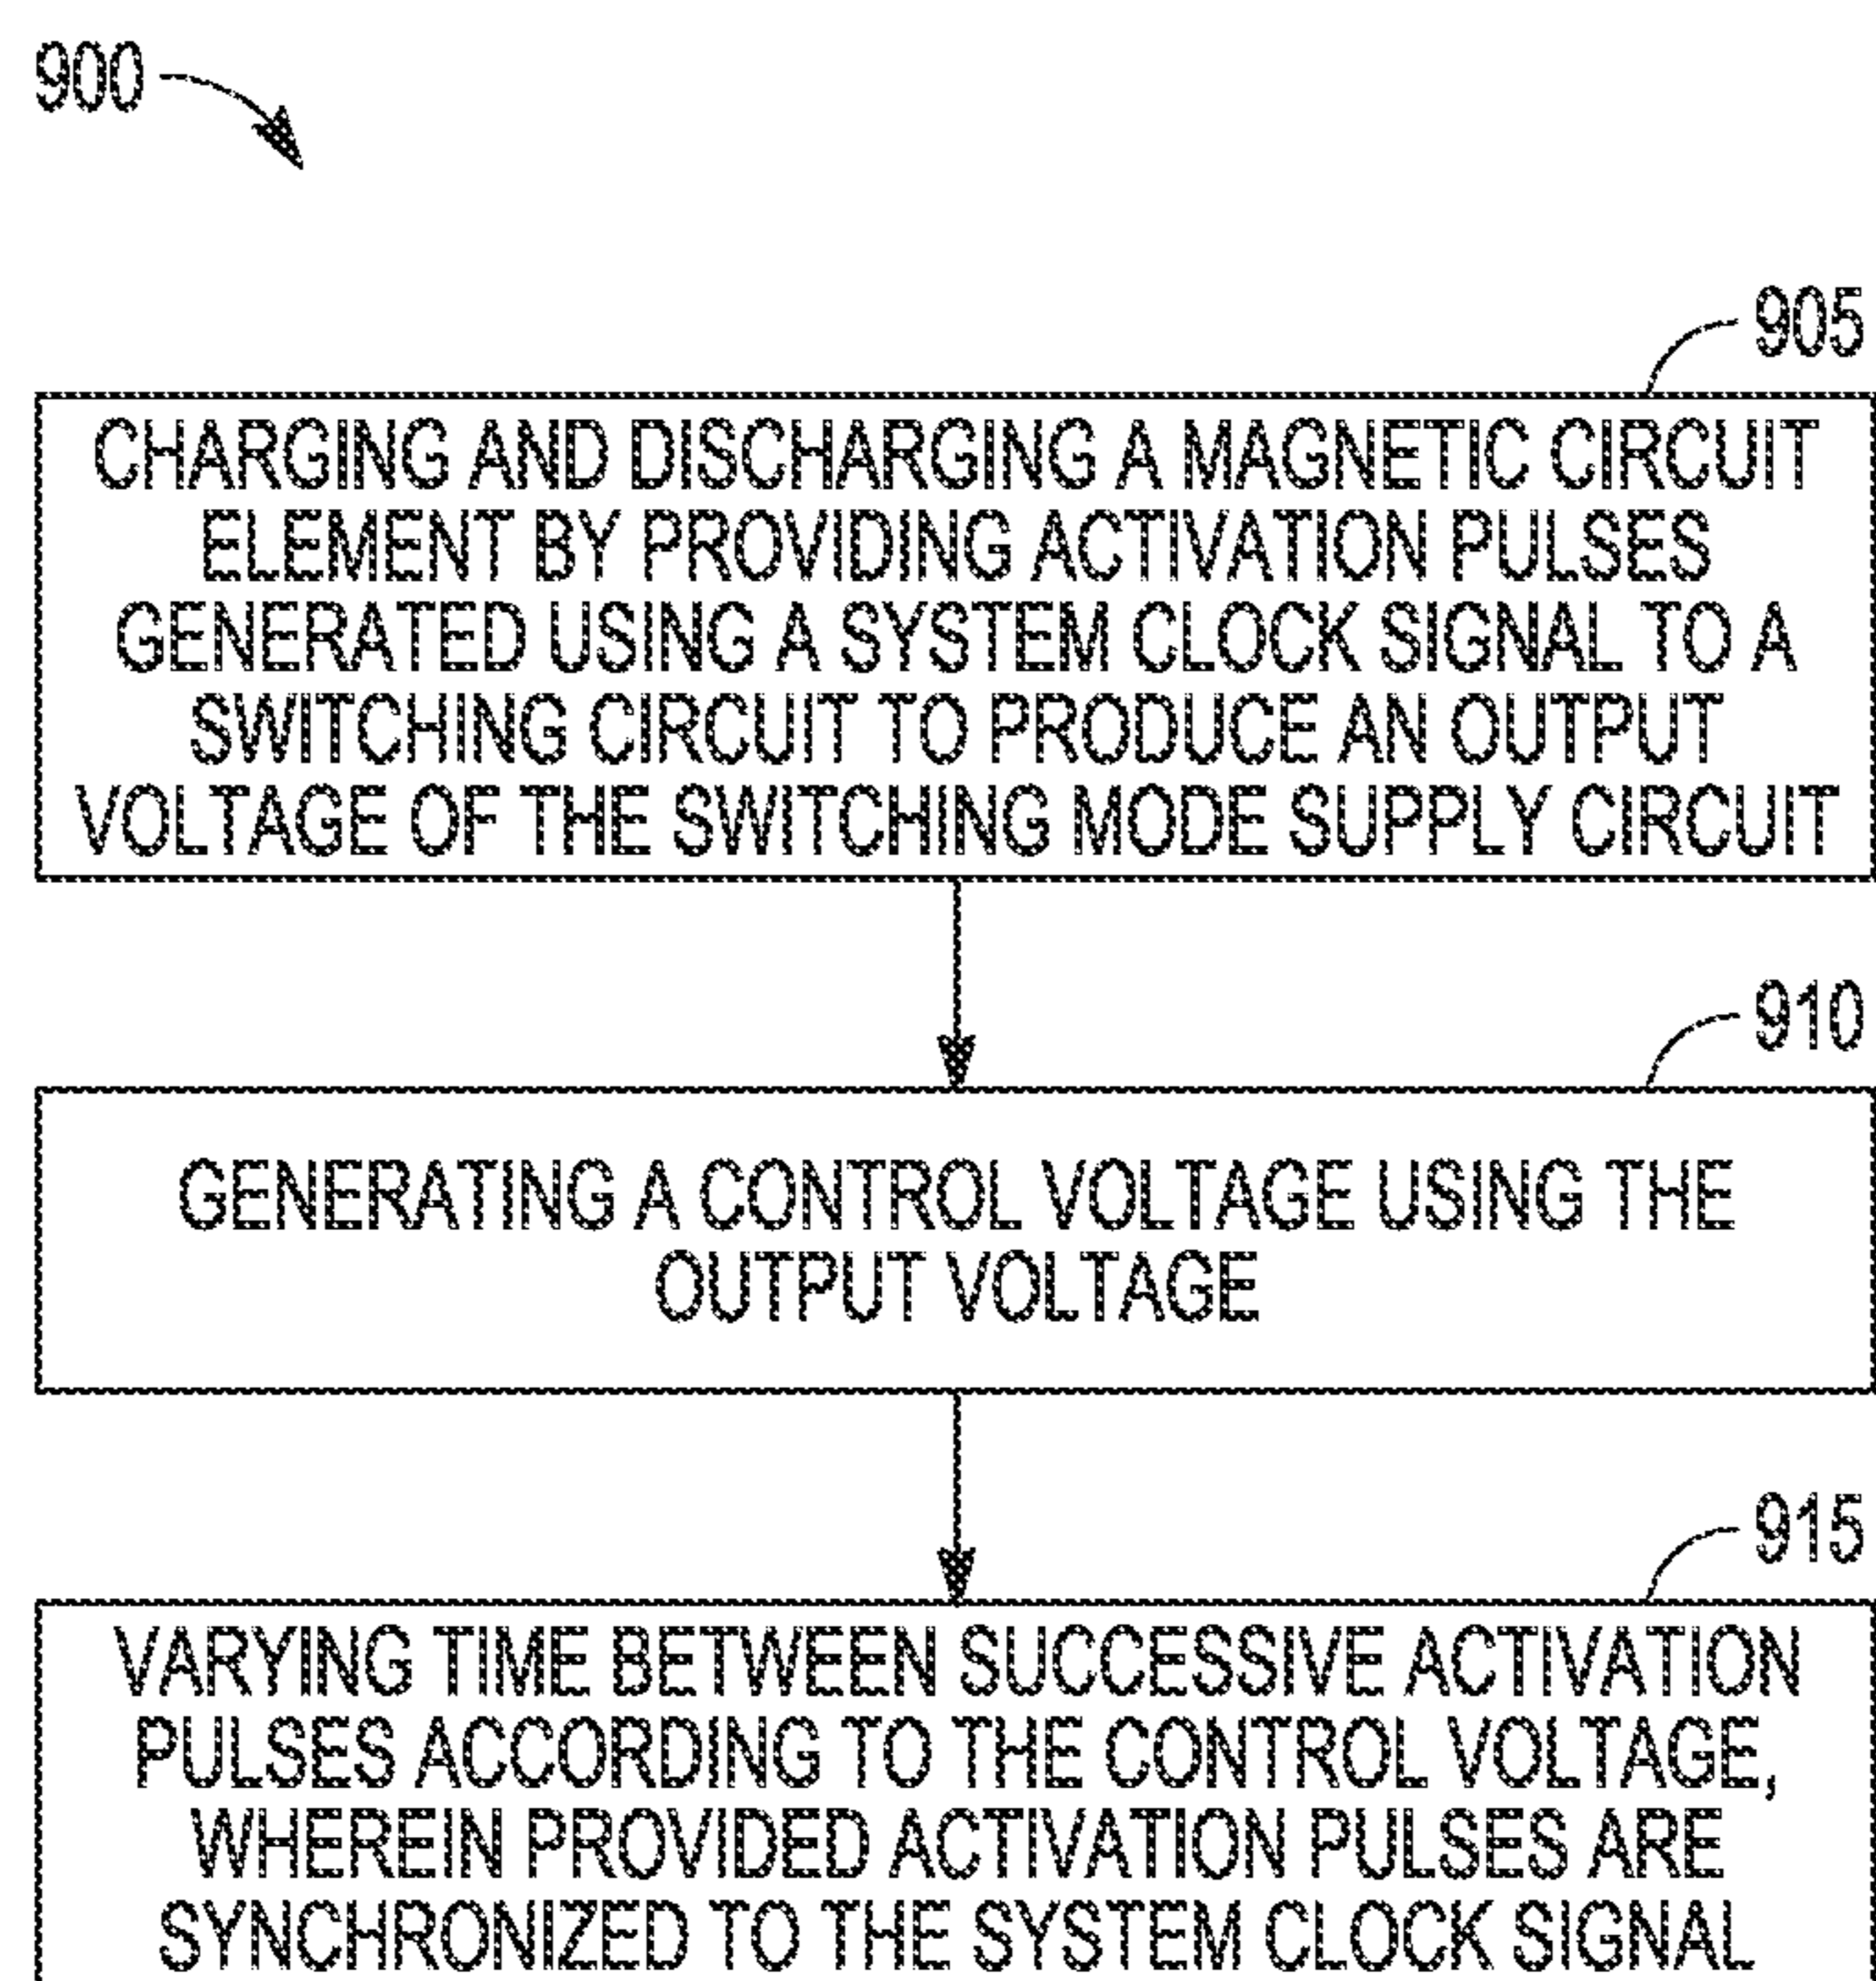 900
905
CHARGING AND DISCHARGING A MAGNETIC CIRCUIT
ELEMENT BY PROVIDING ACTIVATION PULSES
GENERATED USING A SYSTEM CLOCK SIGNAL TO A
SWITCHING CIRCUIT TO PRODUCE AN OUTPUT
VOLTAGE OF THE SWITCHING MODE SUPPLY CIRCUIT
910
GENERATING A CONTROL VOLTAGE USING THE
OUTPUT VOLTAGE
915
VARYING TIME BETWEEN SUCCESSIVE ACTIVATION
PULSES ACCORDING TO THE CONTROL VOLTAGE,
WHEREIN PROVIDED ACTIVATION PULSES ARE
SYNCHRONIZED TO THE SYSTEM CLOCK SIGNAL